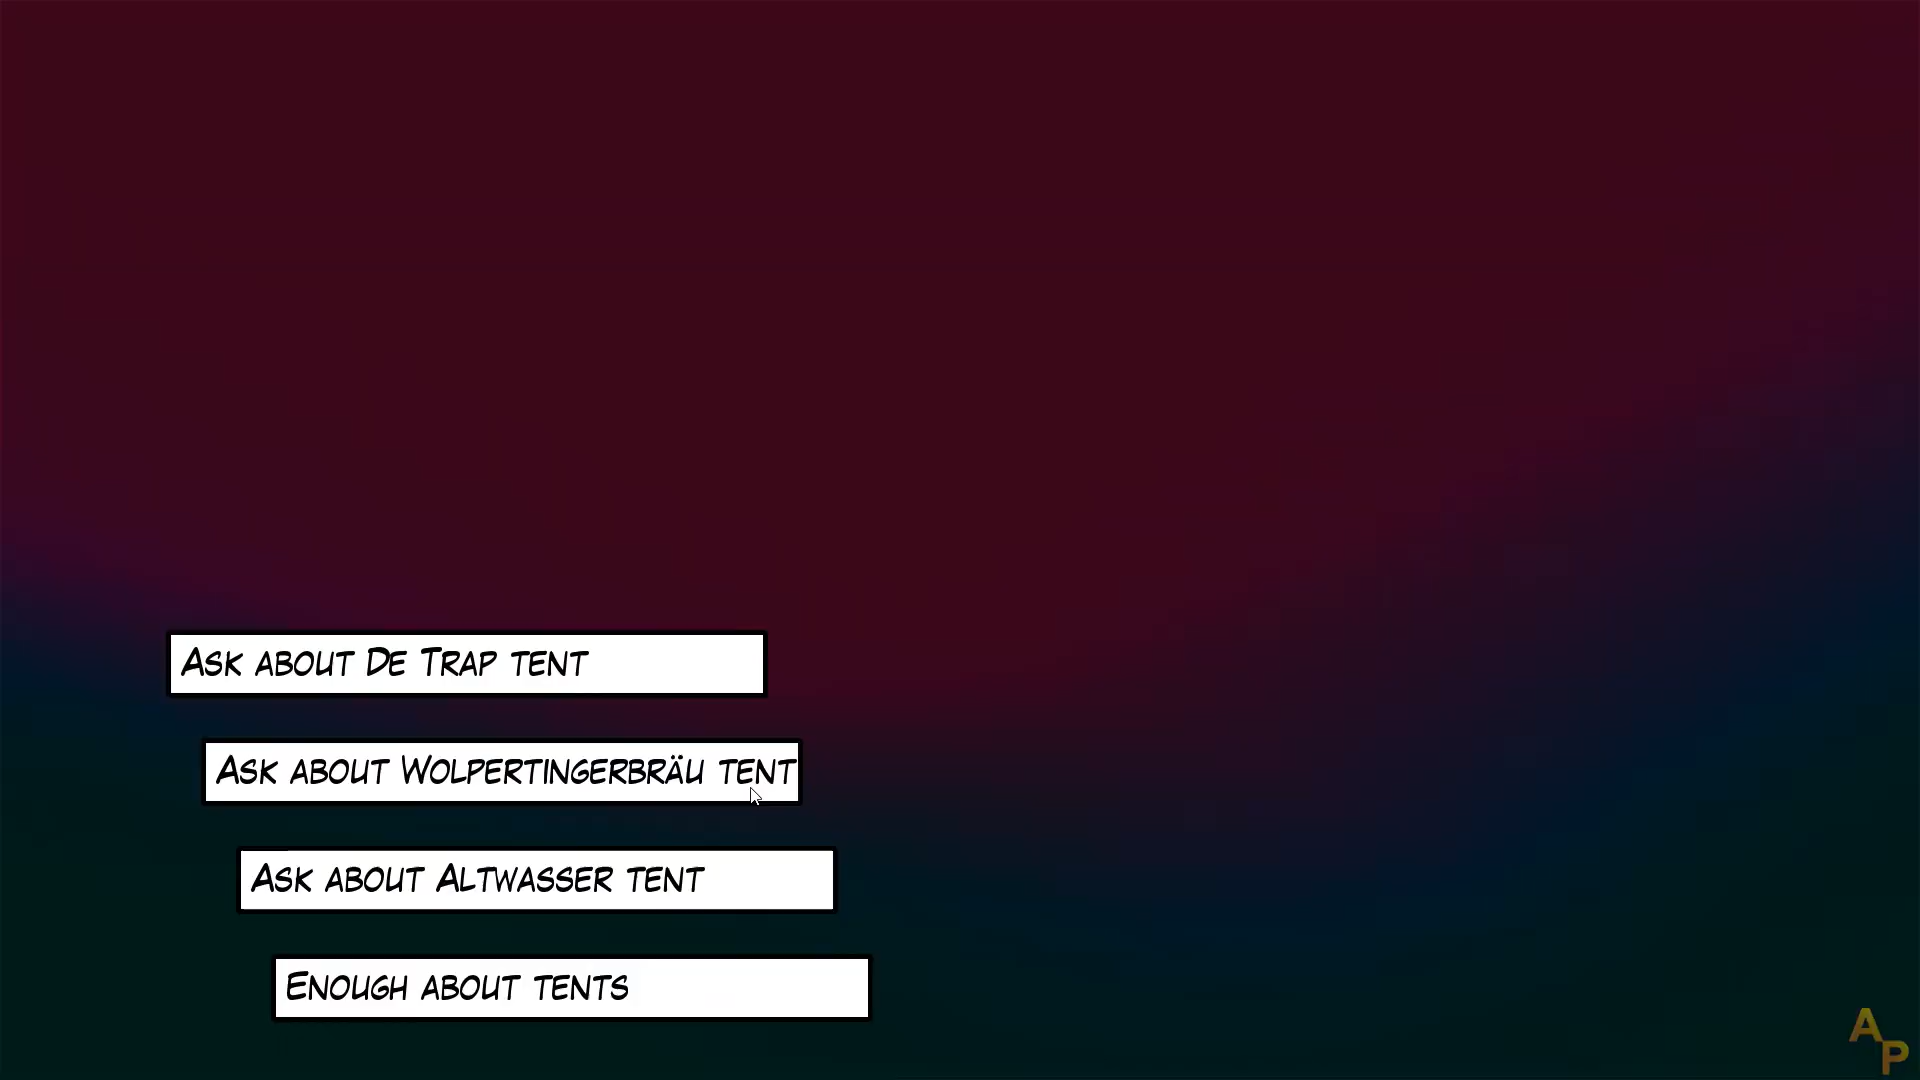 Ask about De Trap tent
Ask about Wolpertingerbräu tent
Ask about Altwasser tent
Enough about tents
AP